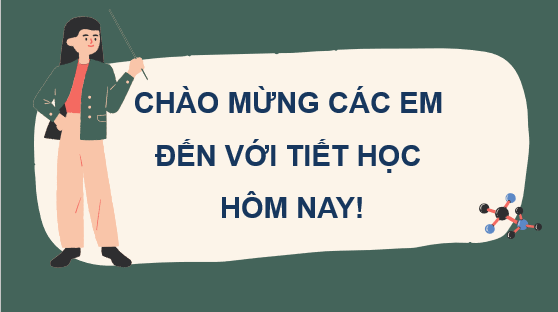 CHÀO MỪNG CÁC EM
ĐẾN VỚI TIẾT HỌC
HÔM NAY!